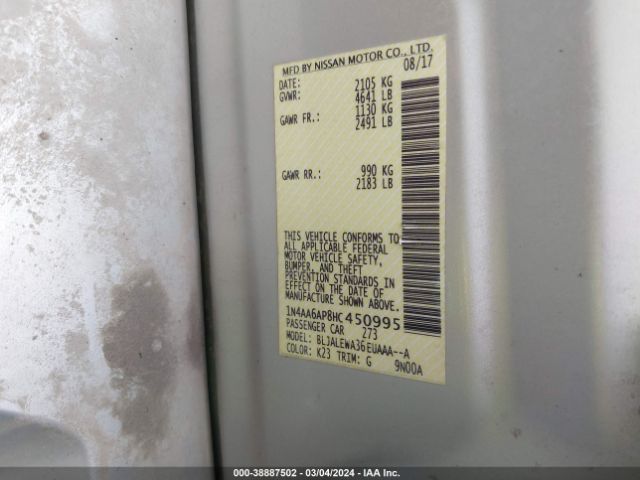 MFD BY NISSAN MOTOR CO., LTD.
DATE: 08/17
GVWR: 2105 KG
4641 LB
GAWR FR.: 1130 KG
2491 LB
GAWR RR.: 990 KG
2183 LB
THIS VEHICLE CONFORMS TO
ALL APPLICABLE FEDERAL
MOTOR VEHICLE SAFETY,
BUMPER, AND THEFT
PREVENTION STANDARDS IN
EFFECT ON THE DATE OF
MANUFACTURE SHOWN ABOVE.
1N4AA6AP8HC450995
PASSENGER CAR 273
MODEL: BLJALEWA36EUAAA--A
COLOR: K23 TRIM: G 9N00A
000-38887502 - 03/04/2024 - IAA Inc.